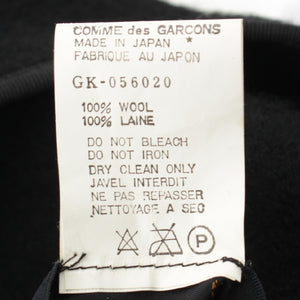 COMME des GARCONS
MADE IN JAPAN *
FABRIQUE AU JAPON
GK-056020
100% WOOL
100% LAINE
DO NOT BLEACH
DO NOT IRON
DRY CLEAN ONLY
JAVEL INTERDIT
NE PAS REPASSER
NETTOYAGE A SEC
P